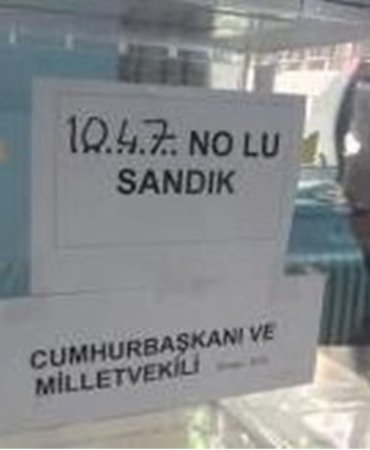 1047 NO LU
SANDIK
CUMHURBAŞKANI VE
MİLLETVEKİLİ